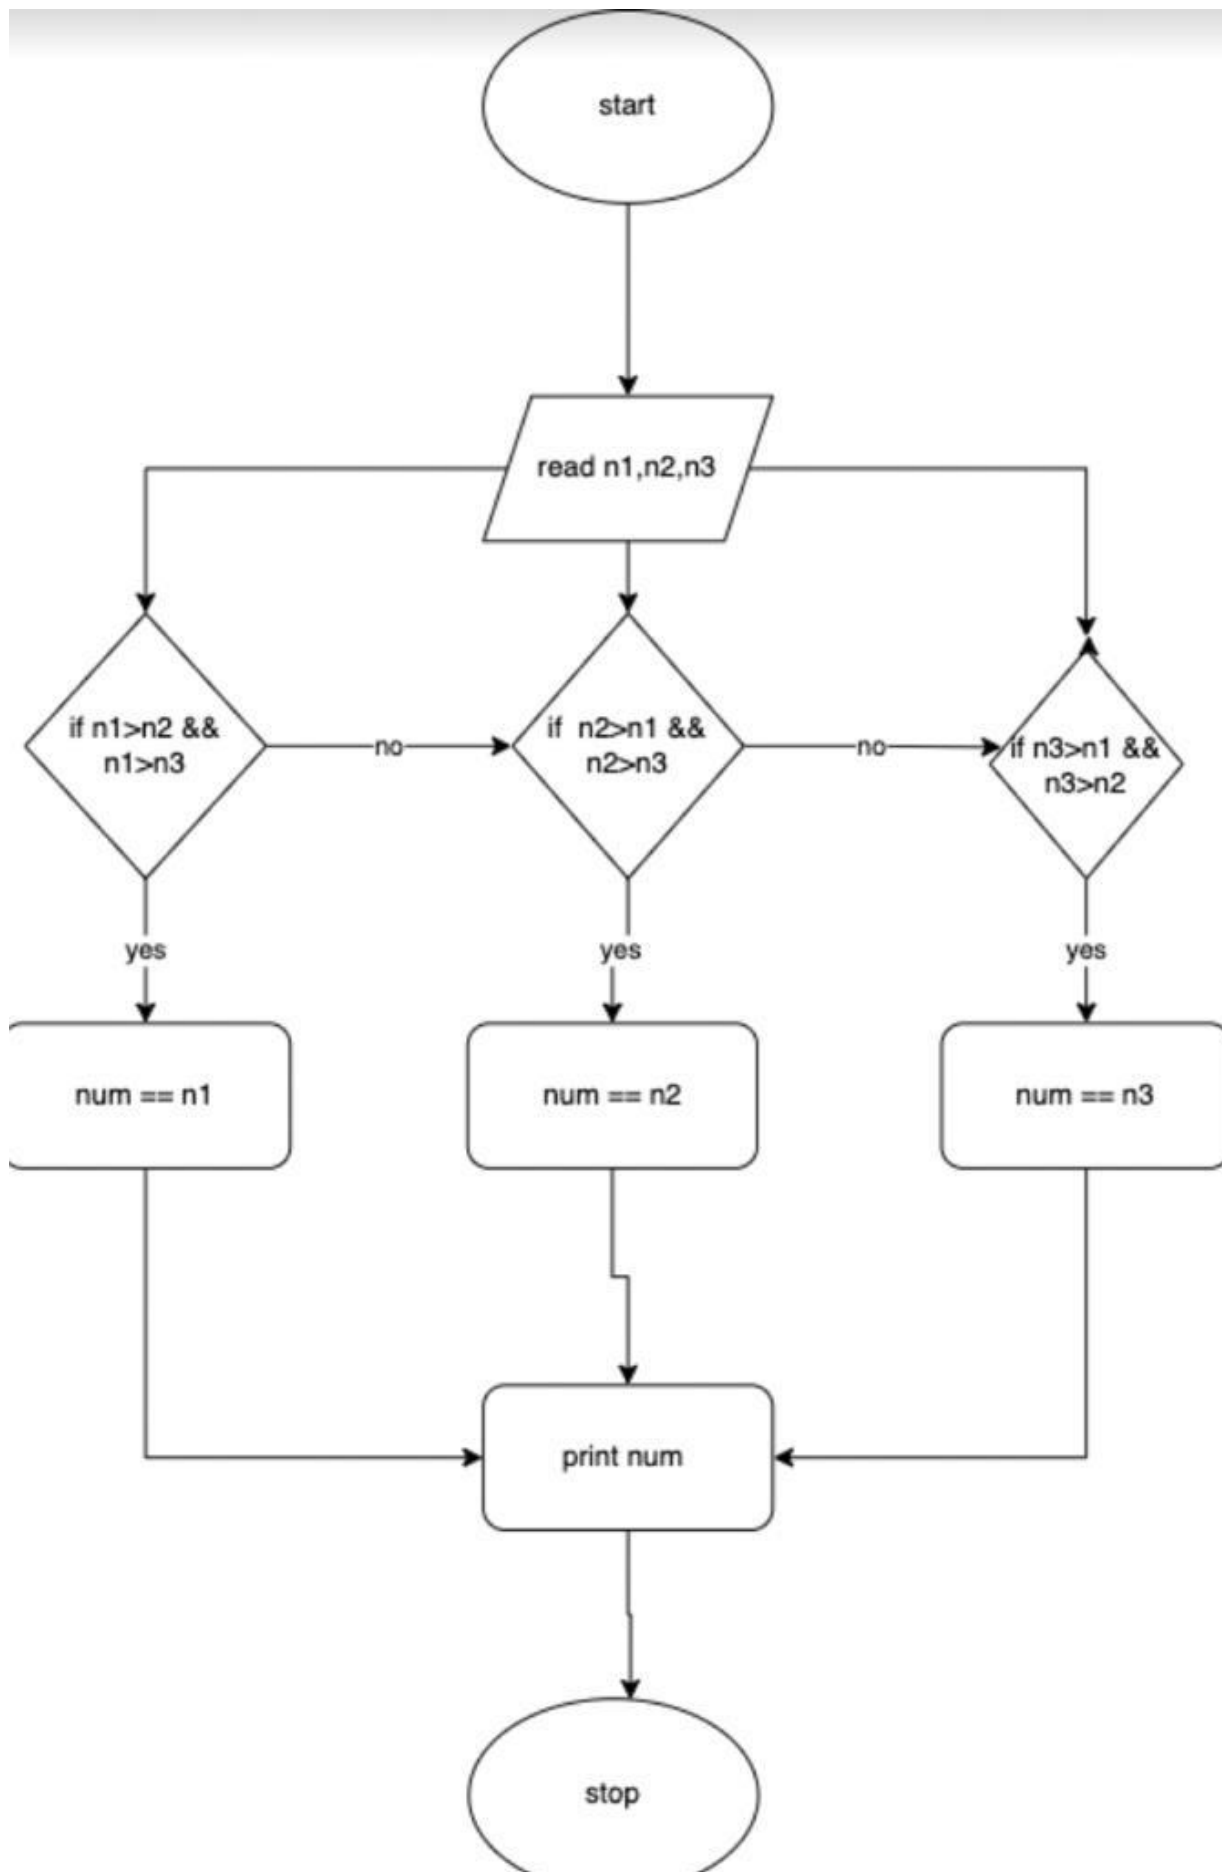 start
read n1,n2,n3
if n1>n2 &&
n1>n3
no
if  n2>n1 &&
n2>n3
no
if n3>n1 &&
n3>n2
yes
yes
yes
num == n1
num == n2
num == n3
print num
stop